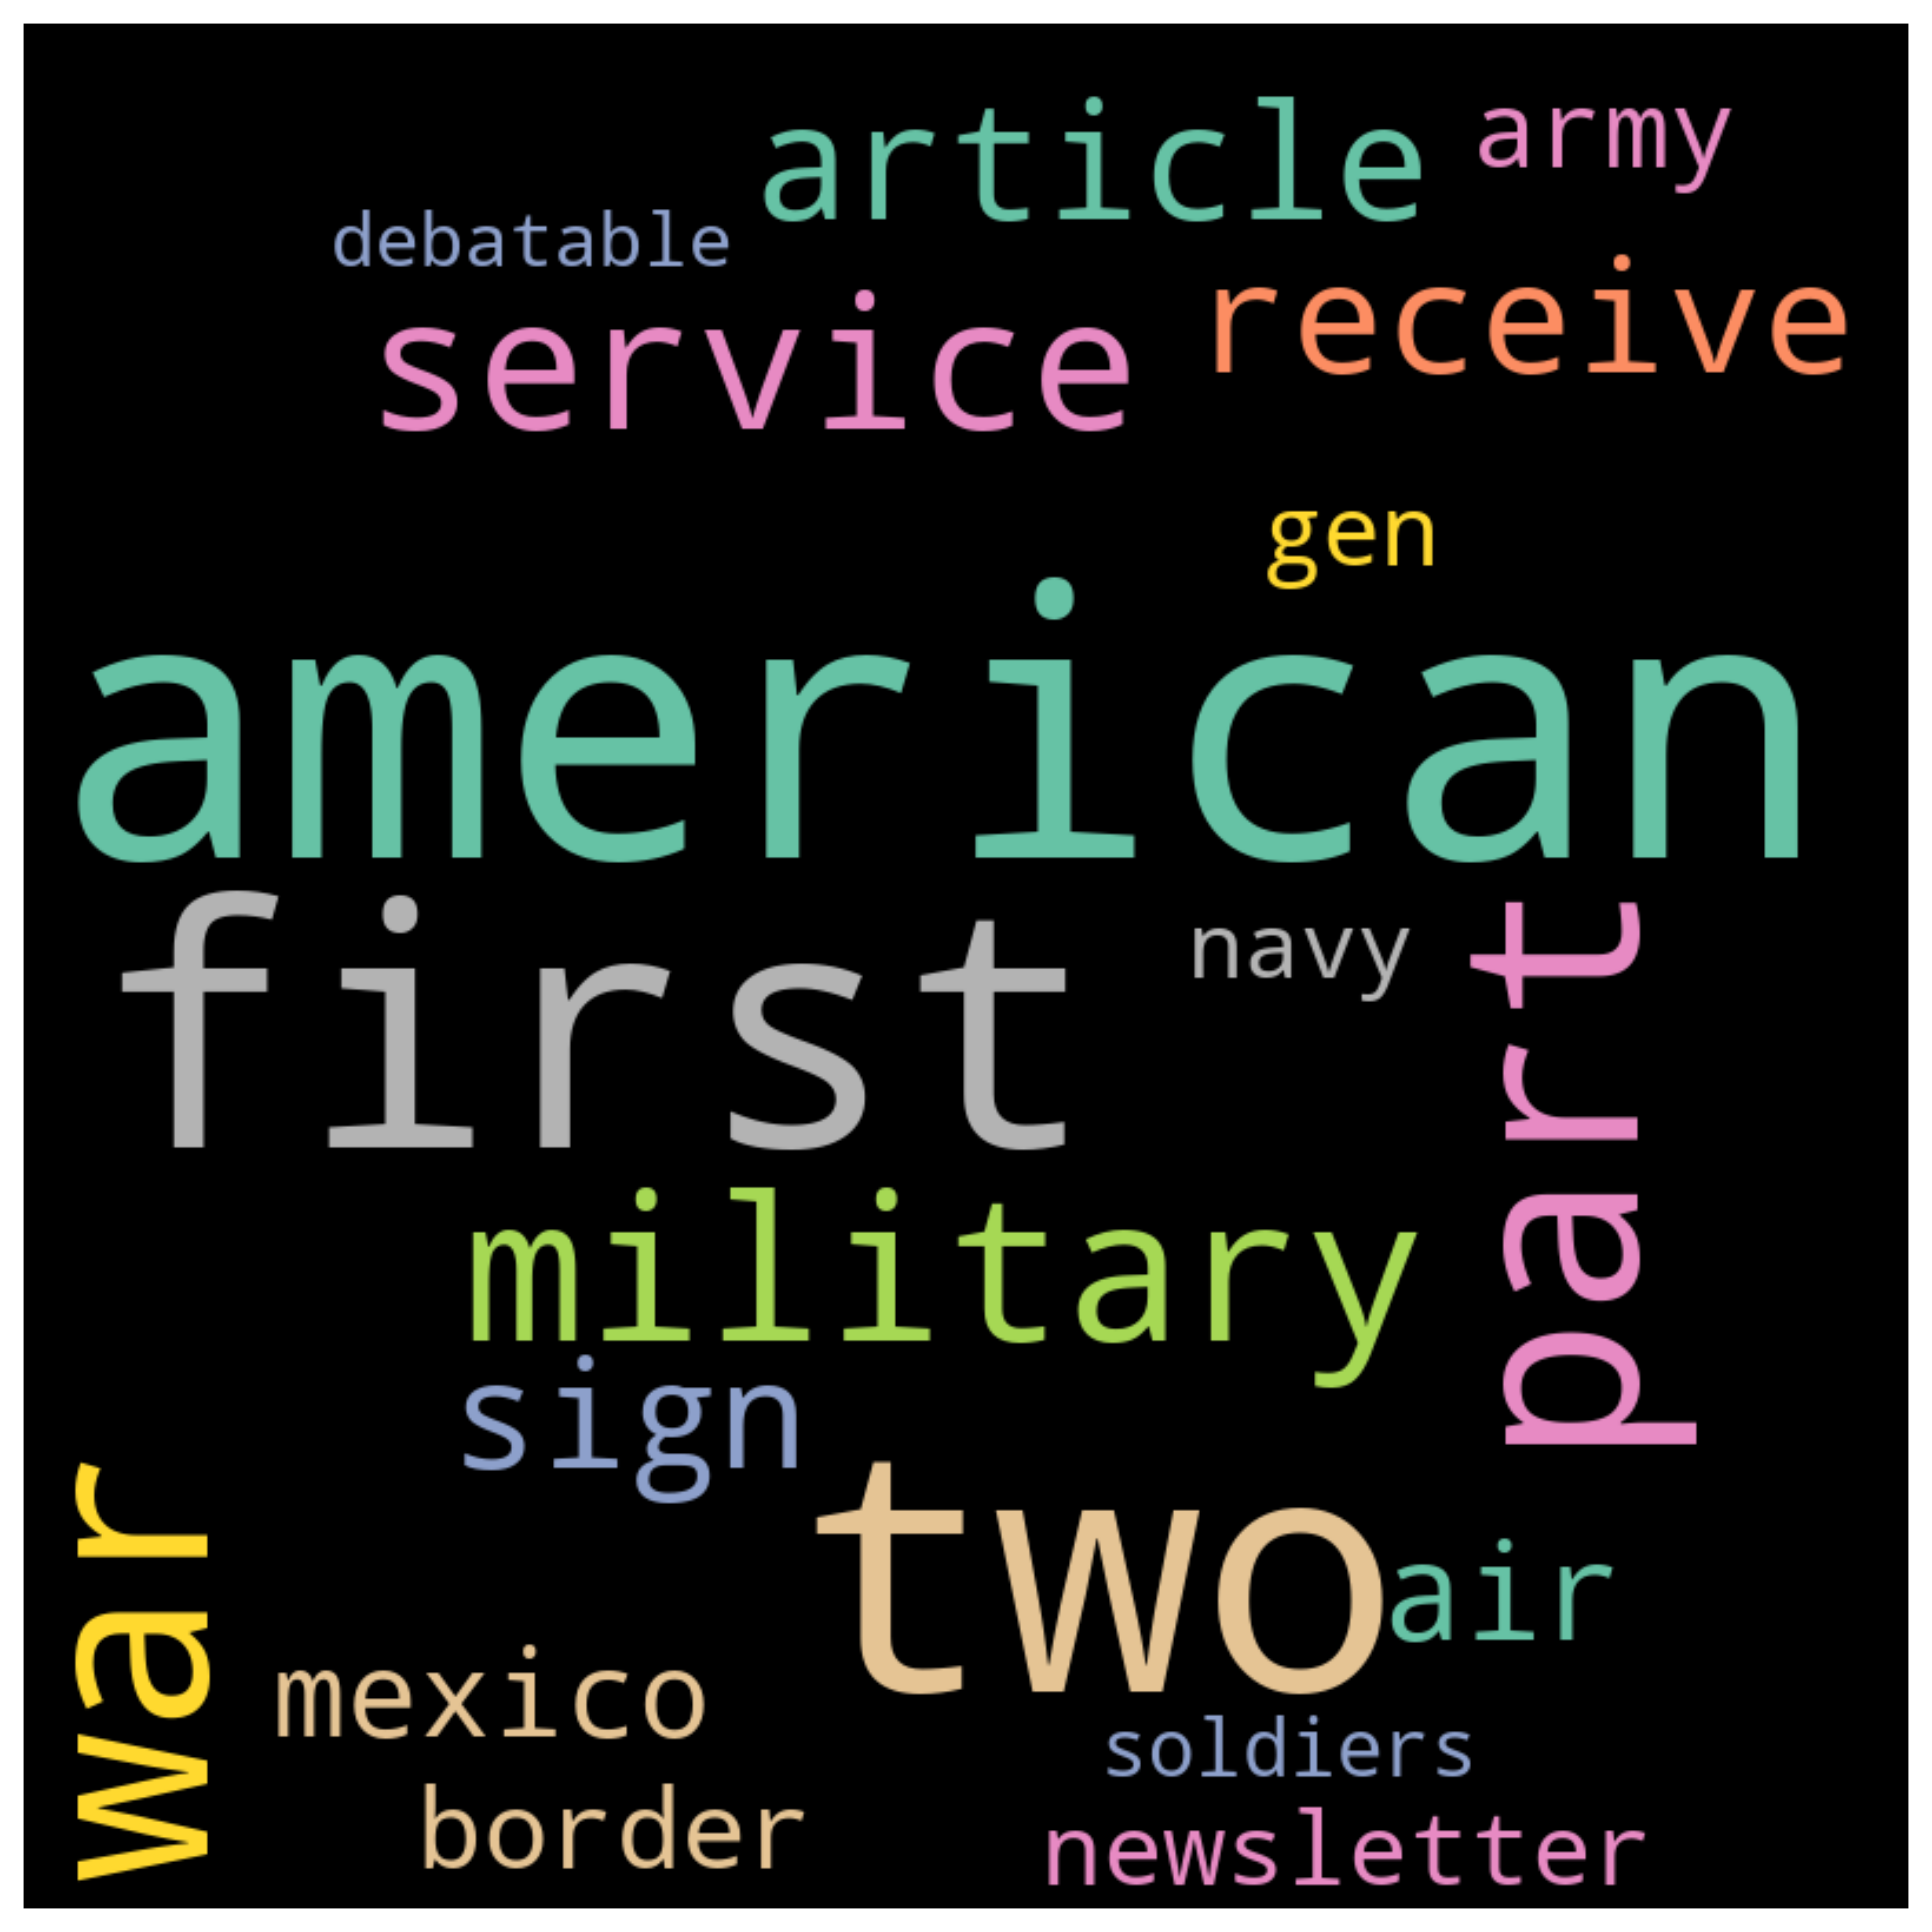 article
army
debatable
receive
service
gen
american
first
navy
part
military
sign
war
two
air
mexico
soldiers
border
newsletter